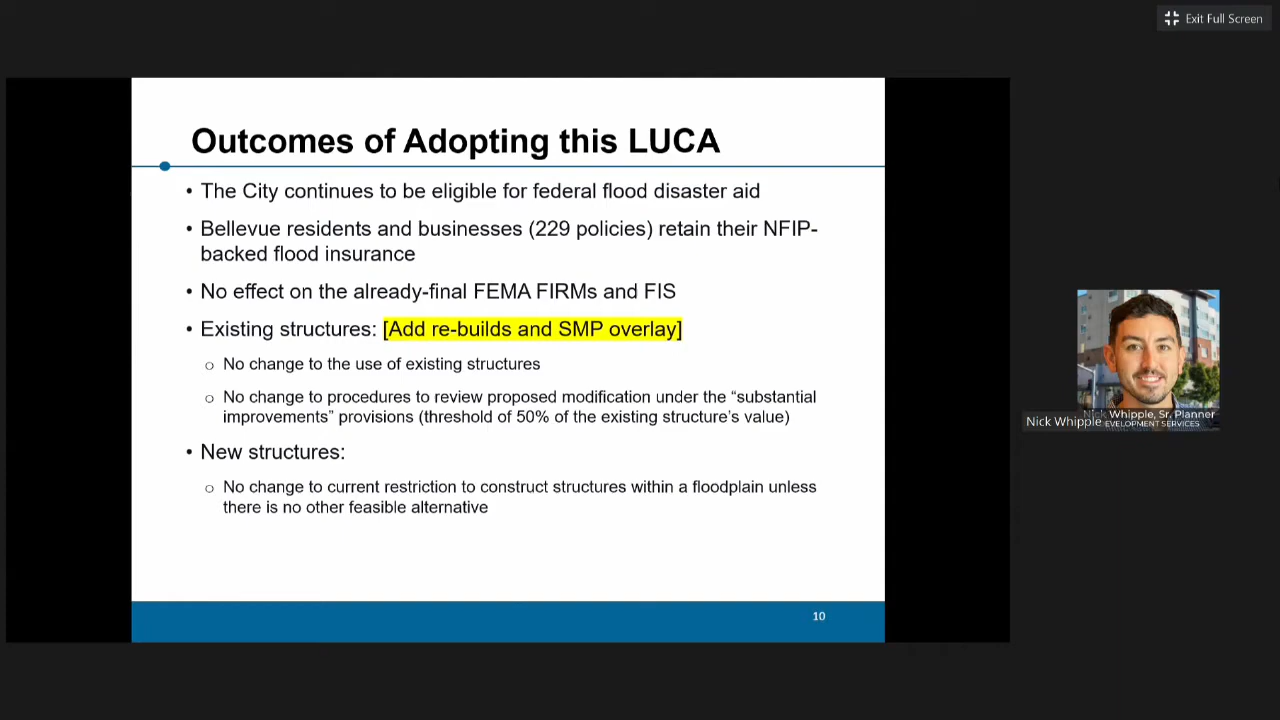 Exit Full Screen
Outcomes of Adopting this LUCA
• The City continues to be eligible for federal flood disaster aid
• Bellevue residents and businesses (229 policies) retain their NFIP-
backed flood insurance
• No effect on the already-final FEMA FIRMs and FIS
• Existing structures: [Add re-builds and SMP overlay]
o No change to the use of existing structures
o No change to procedures to review proposed modification under the “substantial
improvements” provisions (threshold of 50% of the existing structure’s value)
• New structures:
o No change to current restriction to construct structures within a floodplain unless
there is no other feasible alternative
10
Nick Whipple, Sr. Planner
Nick Whipple
EVELOPMENT SERVICES